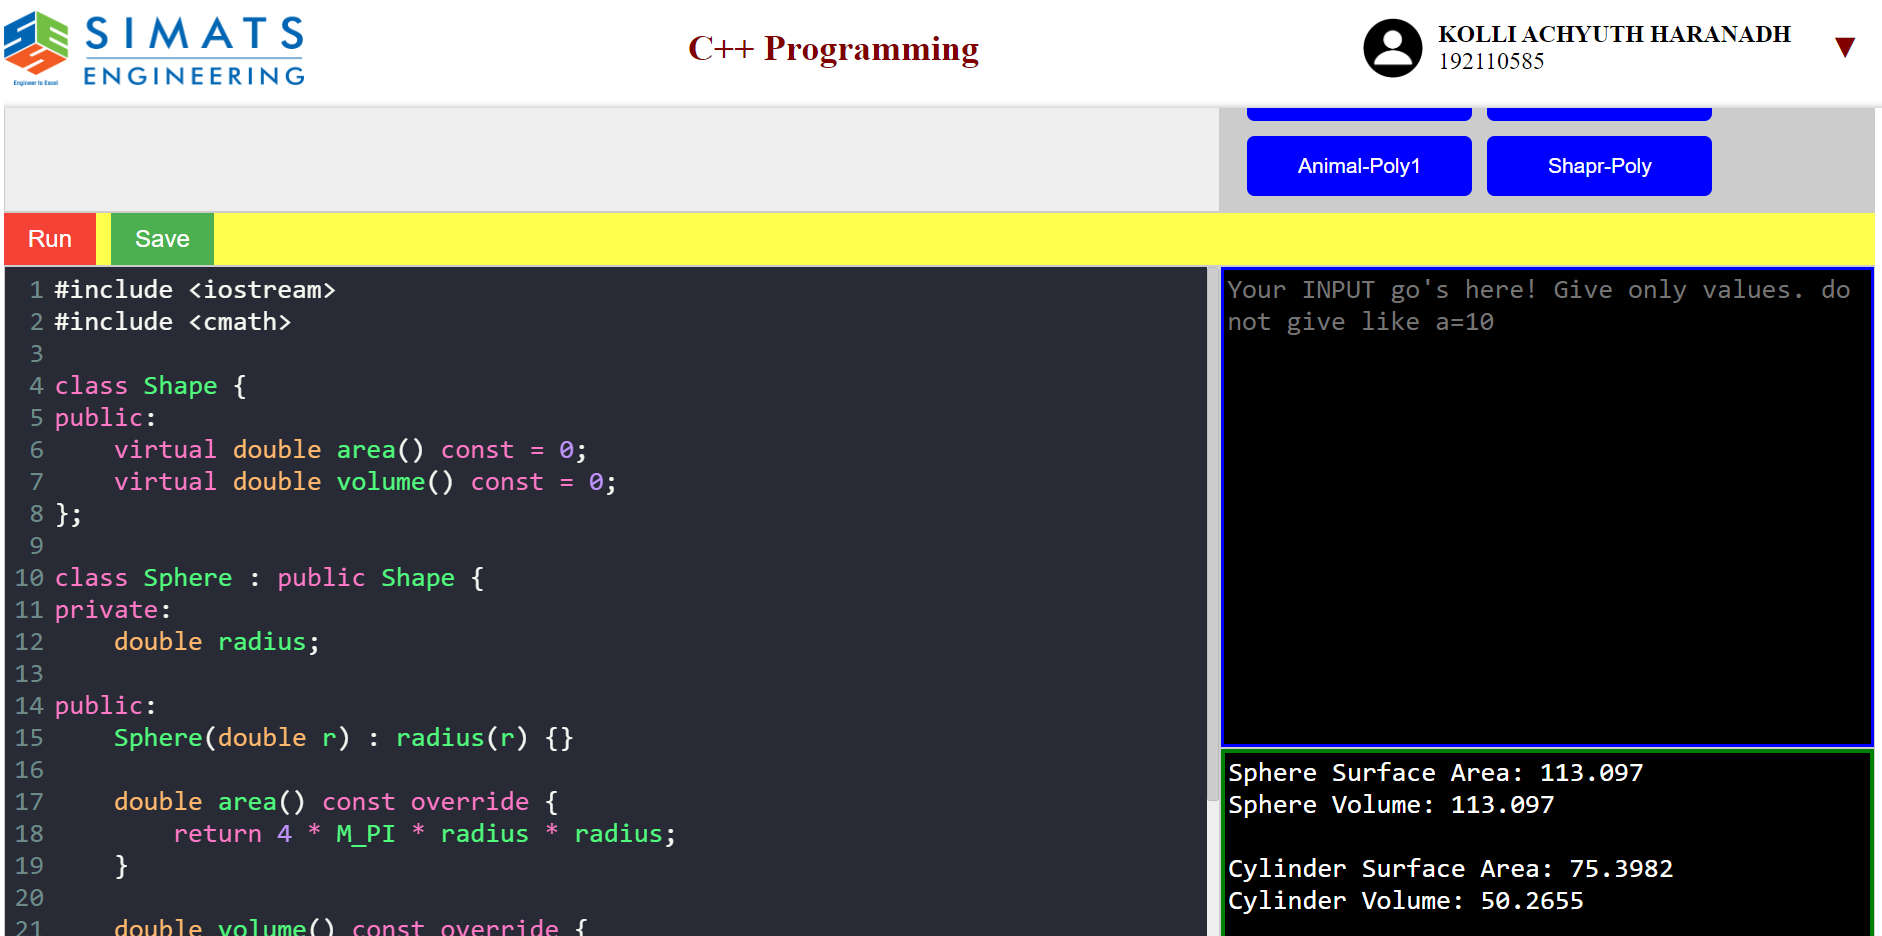 SIMATS
ENGINEERING
Engineer to Excel
C++ Programming
KOLLI ACHYUTH HARANADH
192110585
▼
Animal-Poly1
Shapr-Poly
Run
Save
1 #include <iostream>
2 #include <cmath>
3
4 class Shape {
5 public:
6     virtual double area() const = 0;
7     virtual double volume() const = 0;
8 };
9
10 class Sphere : public Shape {
11 private:
12     double radius;
13
14 public:
15     Sphere(double r) : radius(r) {}
16
17     double area() const override {
18         return 4 * M_PI * radius * radius;
19     }
20
21     double volume() const override {
Your INPUT go's here! Give only values. do
not give like a=10
Sphere Surface Area: 113.097
Sphere Volume: 113.097

Cylinder Surface Area: 75.3982
Cylinder Volume: 50.2655